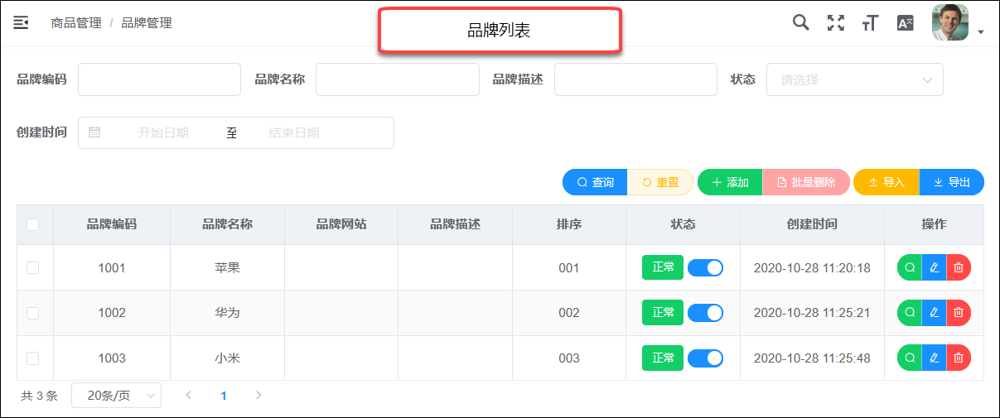 商品管理 / 品牌管理
品牌列表
品牌编码 品牌名称 品牌描述 状态 请选择
创建时间 开始日期 至 结束日期
查询 重置 添加 批量删除 导入 导出
品牌编码 品牌名称 品牌网站 品牌描述 排序 状态 创建时间 操作
1001 苹果 001 正常 2020-10-28 11:20:18
1002 华为 002 正常 2020-10-28 11:25:21
1003 小米 003 正常 2020-10-28 11:25:48
共 3 条 20条/页 1